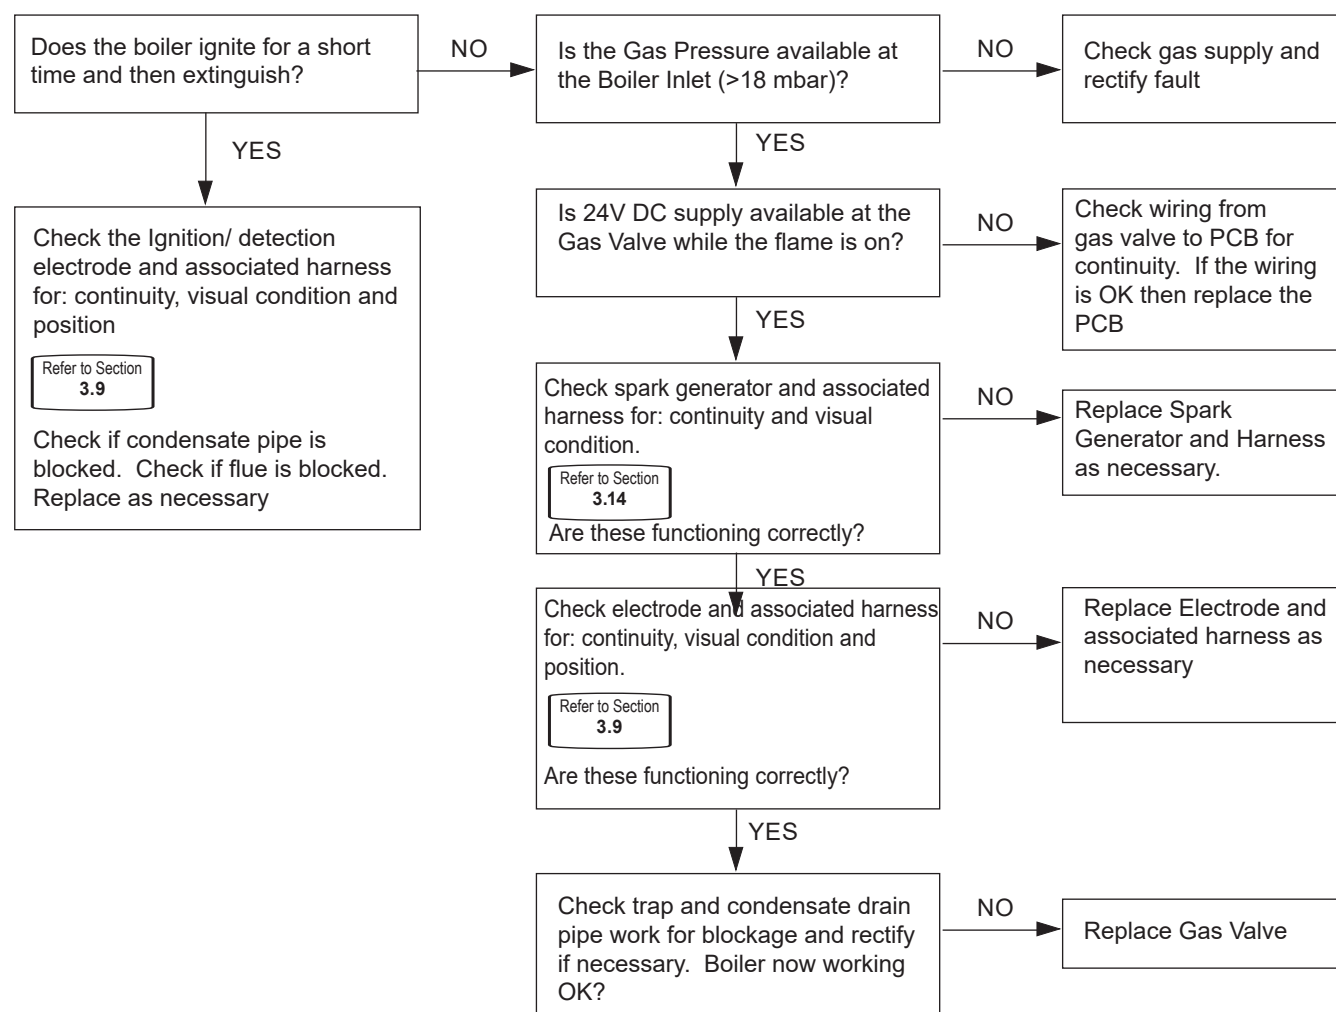 Does the boiler ignite for a short
time and then extinguish?
NO
Is the Gas Pressure available at
the Boiler Inlet (>18 mbar)?
NO
Check gas supply and
rectify fault
YES
YES
Check the Ignition/ detection
electrode and associated harness
for: continuity, visual condition and
position
Refer to Section
3.9
Check if condensate pipe is
blocked.  Check if flue is blocked.
Replace as necessary
Is 24V DC supply available at the
Gas Valve while the flame is on?
NO
Check wiring from
gas valve to PCB for
continuity.  If the wiring
is OK then replace the
PCB
YES
Check spark generator and associated
harness for: continuity and visual
condition.
Refer to Section
3.14
Are these functioning correctly?
NO
Replace Spark
Generator and Harness
as necessary.
YES
Check electrode and associated harness
for: continuity, visual condition and
position.
Refer to Section
3.9
Are these functioning correctly?
NO
Replace Electrode and
associated harness as
necessary
YES
Check trap and condensate drain
pipe work for blockage and rectify
if necessary.  Boiler now working
OK?
NO
Replace Gas Valve